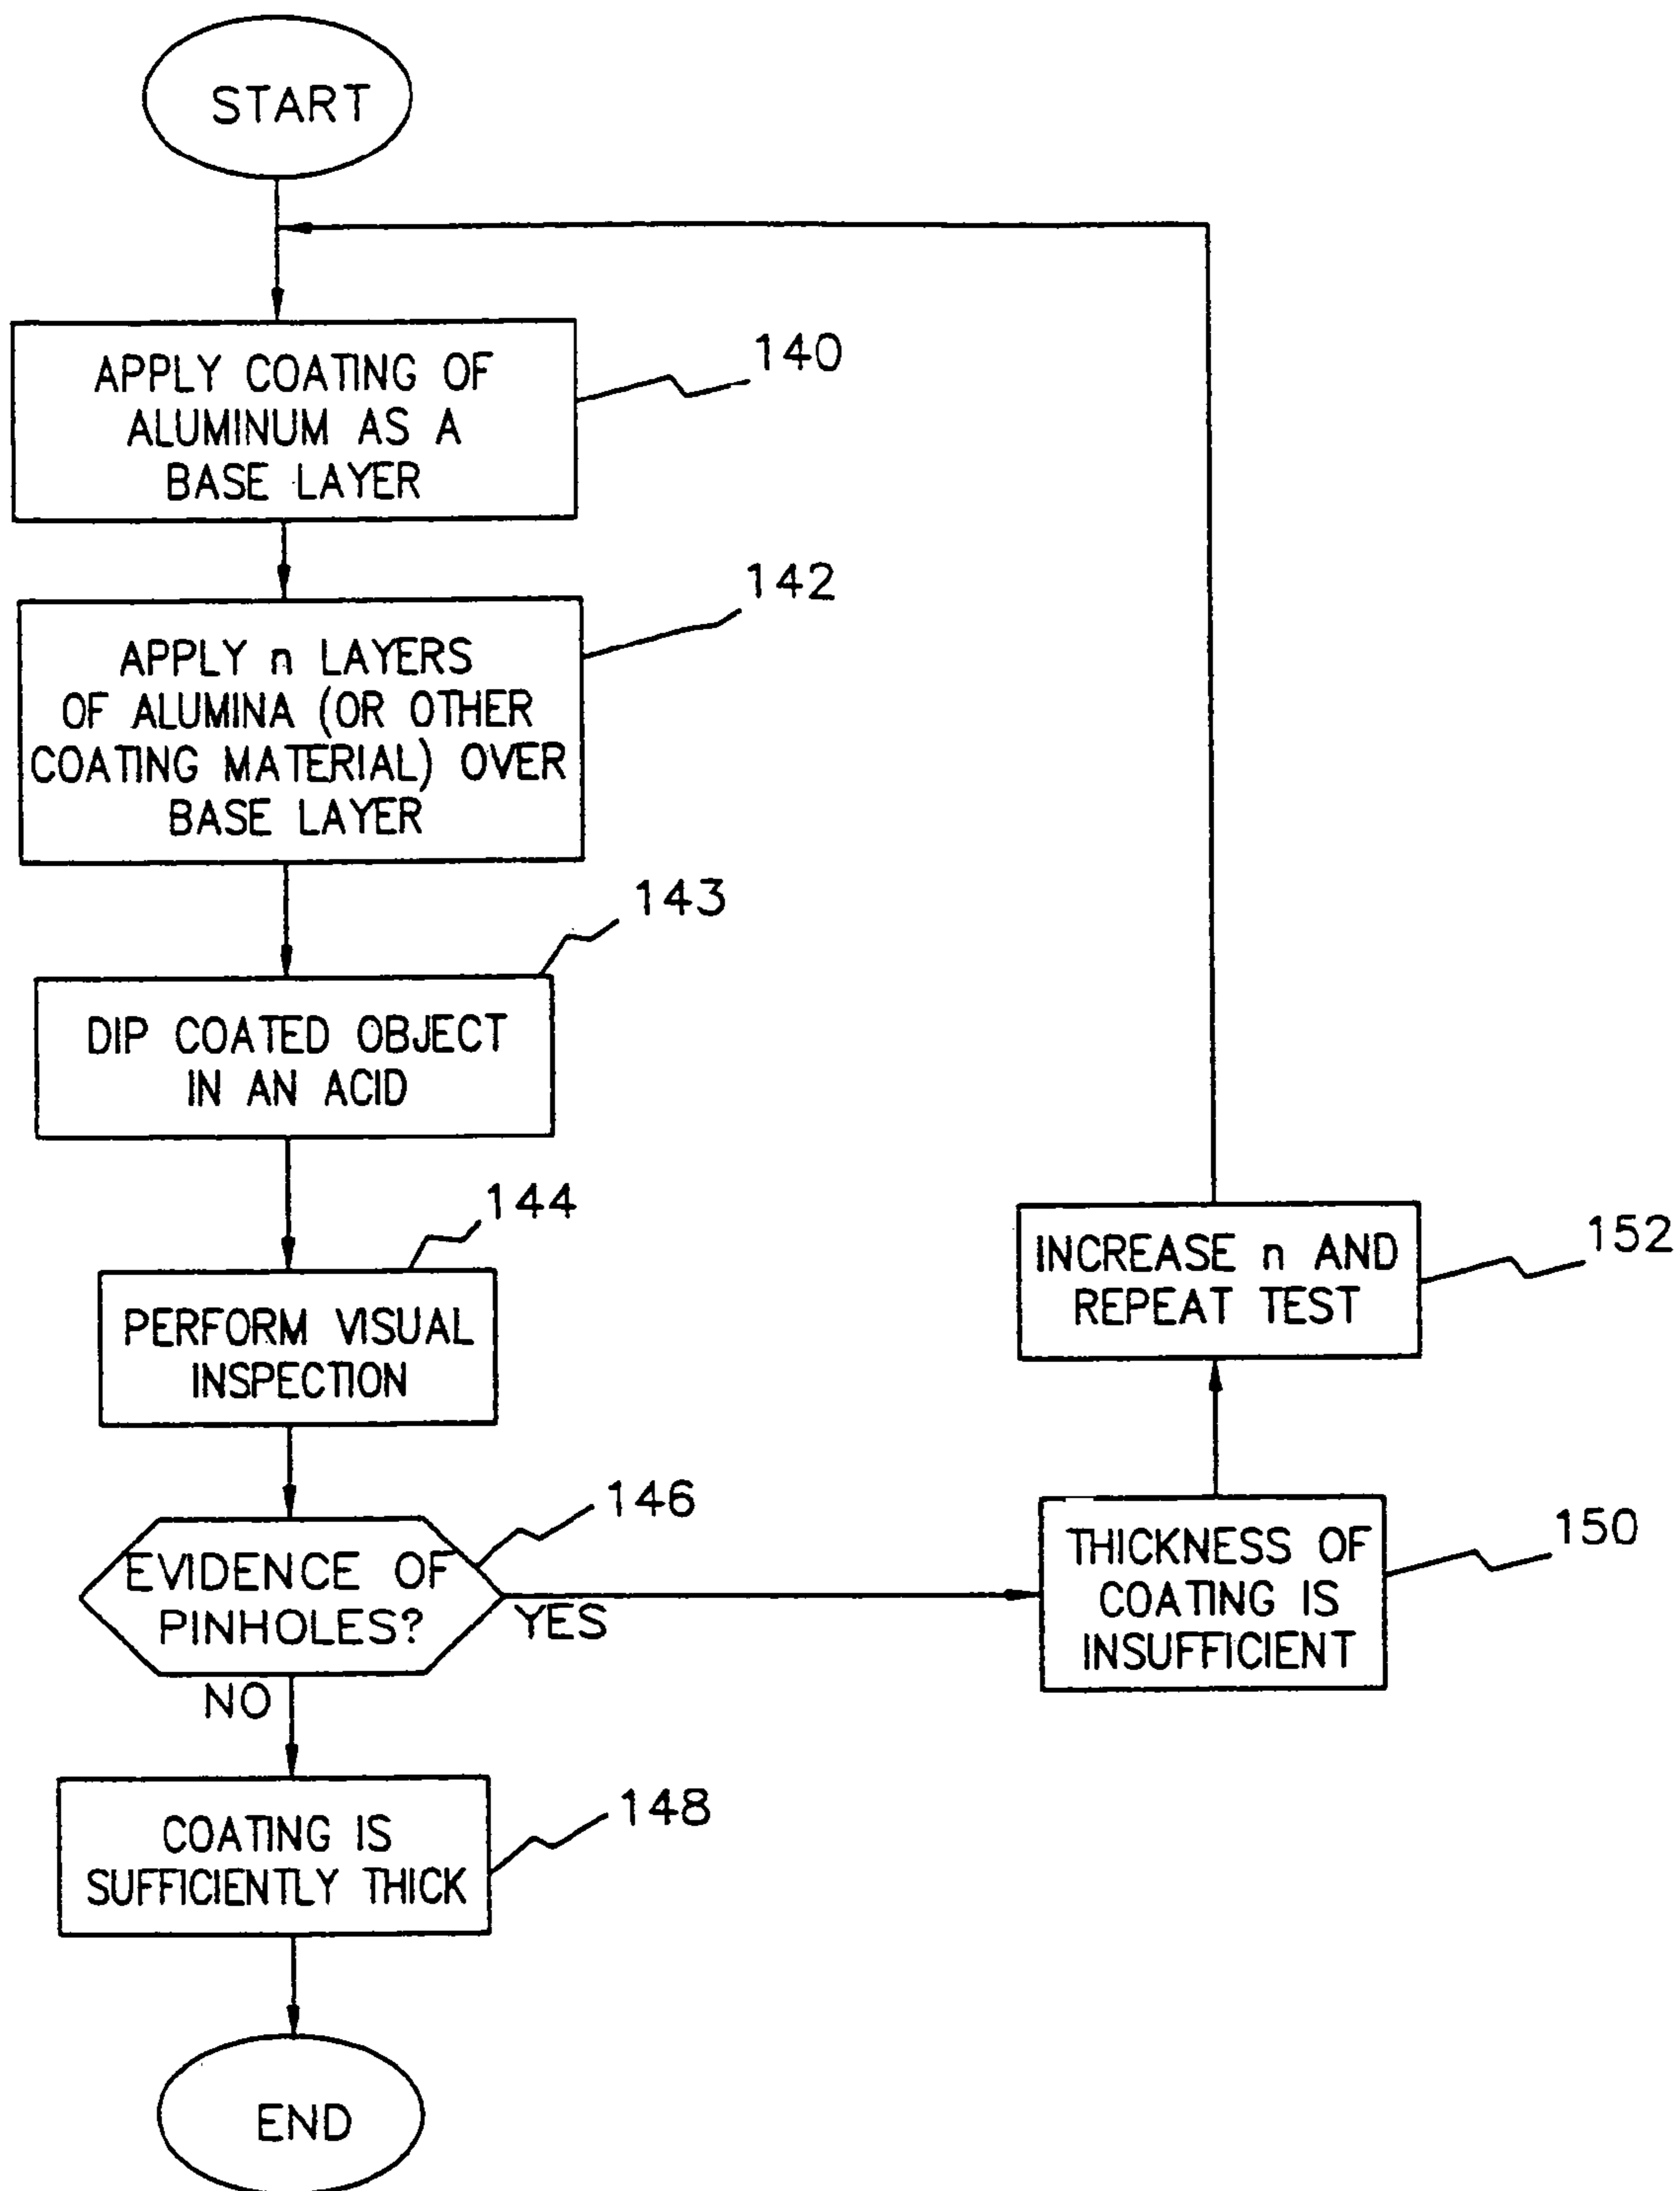 START
APPLY COATING OF
ALUMINUM AS A
BASE LAYER
140
APPLY n LAYERS
OF ALUMINA (OR OTHER
COATING MATERIAL) OVER
BASE LAYER
142
DIP COATED OBJECT
IN AN ACID
143
PERFORM VISUAL
INSPECTION
144
EVIDENCE OF
PINHOLES?
146
YES
NO
COATING IS
SUFFICIENTLY THICK
148
END
THICKNESS OF
COATING IS
INSUFFICIENT
150
INCREASE n AND
REPEAT TEST
152